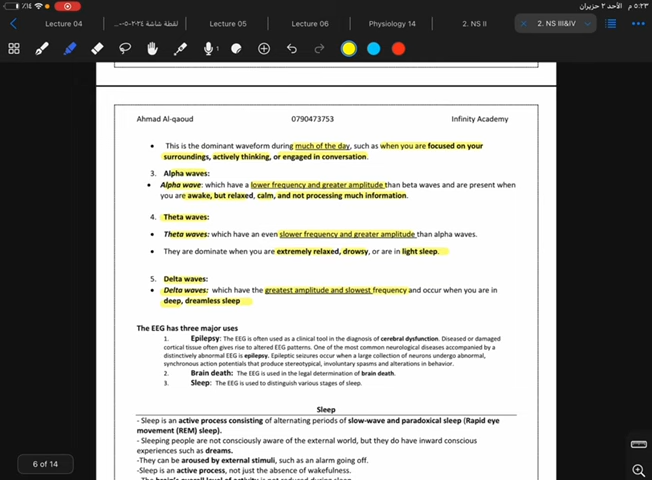 ٪١٤
٥:٢٣ م الأحد ٢ حزيران
Lecture 04
لقطة شاشة ٢٠٢٤-٠٢-٠٥...
Lecture 05
Lecture 06
Physiology 14
2. NS II
2. NS III&IV
Ahmad Al-qaoud 0790473753 Infinity Academy
• This is the dominant waveform during much of the day, such as when you are focused on your
surroundings, actively thinking, or engaged in conversation.
3. Alpha waves:
• Alpha wave: which have a lower frequency and greater amplitude than beta waves and are present when
you are awake, but relaxed, calm, and not processing much information.
4. Theta waves:
• Theta waves: which have an even slower frequency and greater amplitude than alpha waves.
• They are dominate when you are extremely relaxed, drowsy, or are in light sleep.
5. Delta waves:
• Delta waves: which have the greatest amplitude and slowest frequency and occur when you are in
deep, dreamless sleep
The EEG has three major uses
1. Epilepsy: The EEG is often used as a clinical tool in the diagnosis of cerebral dysfunction. Diseased or damaged
cortical tissue often gives rise to altered EEG patterns. One of the most common neurological diseases accompanied by a
distinctively abnormal EEG is epilepsy. Epileptic seizures occur when a large collection of neurons undergo abnormal,
synchronous action potentials that produce stereotypical, involuntary spasms and alterations in behavior.
2. Brain death: The EEG is used in the legal determination of brain death.
3. Sleep: The EEG is used to distinguish various stages of sleep.
Sleep
- Sleep is an active process consisting of alternating periods of slow-wave and paradoxical sleep (Rapid eye
movement (REM) sleep).
- Sleeping people are not consciously aware of the external world, but they do have inward conscious
experiences such as dreams.
-They can be aroused by external stimuli, such as an alarm going off.
-Sleep is an active process, not just the absence of wakefulness.
-The brain's overall level of activity is not reduced during sleep
6 of 14